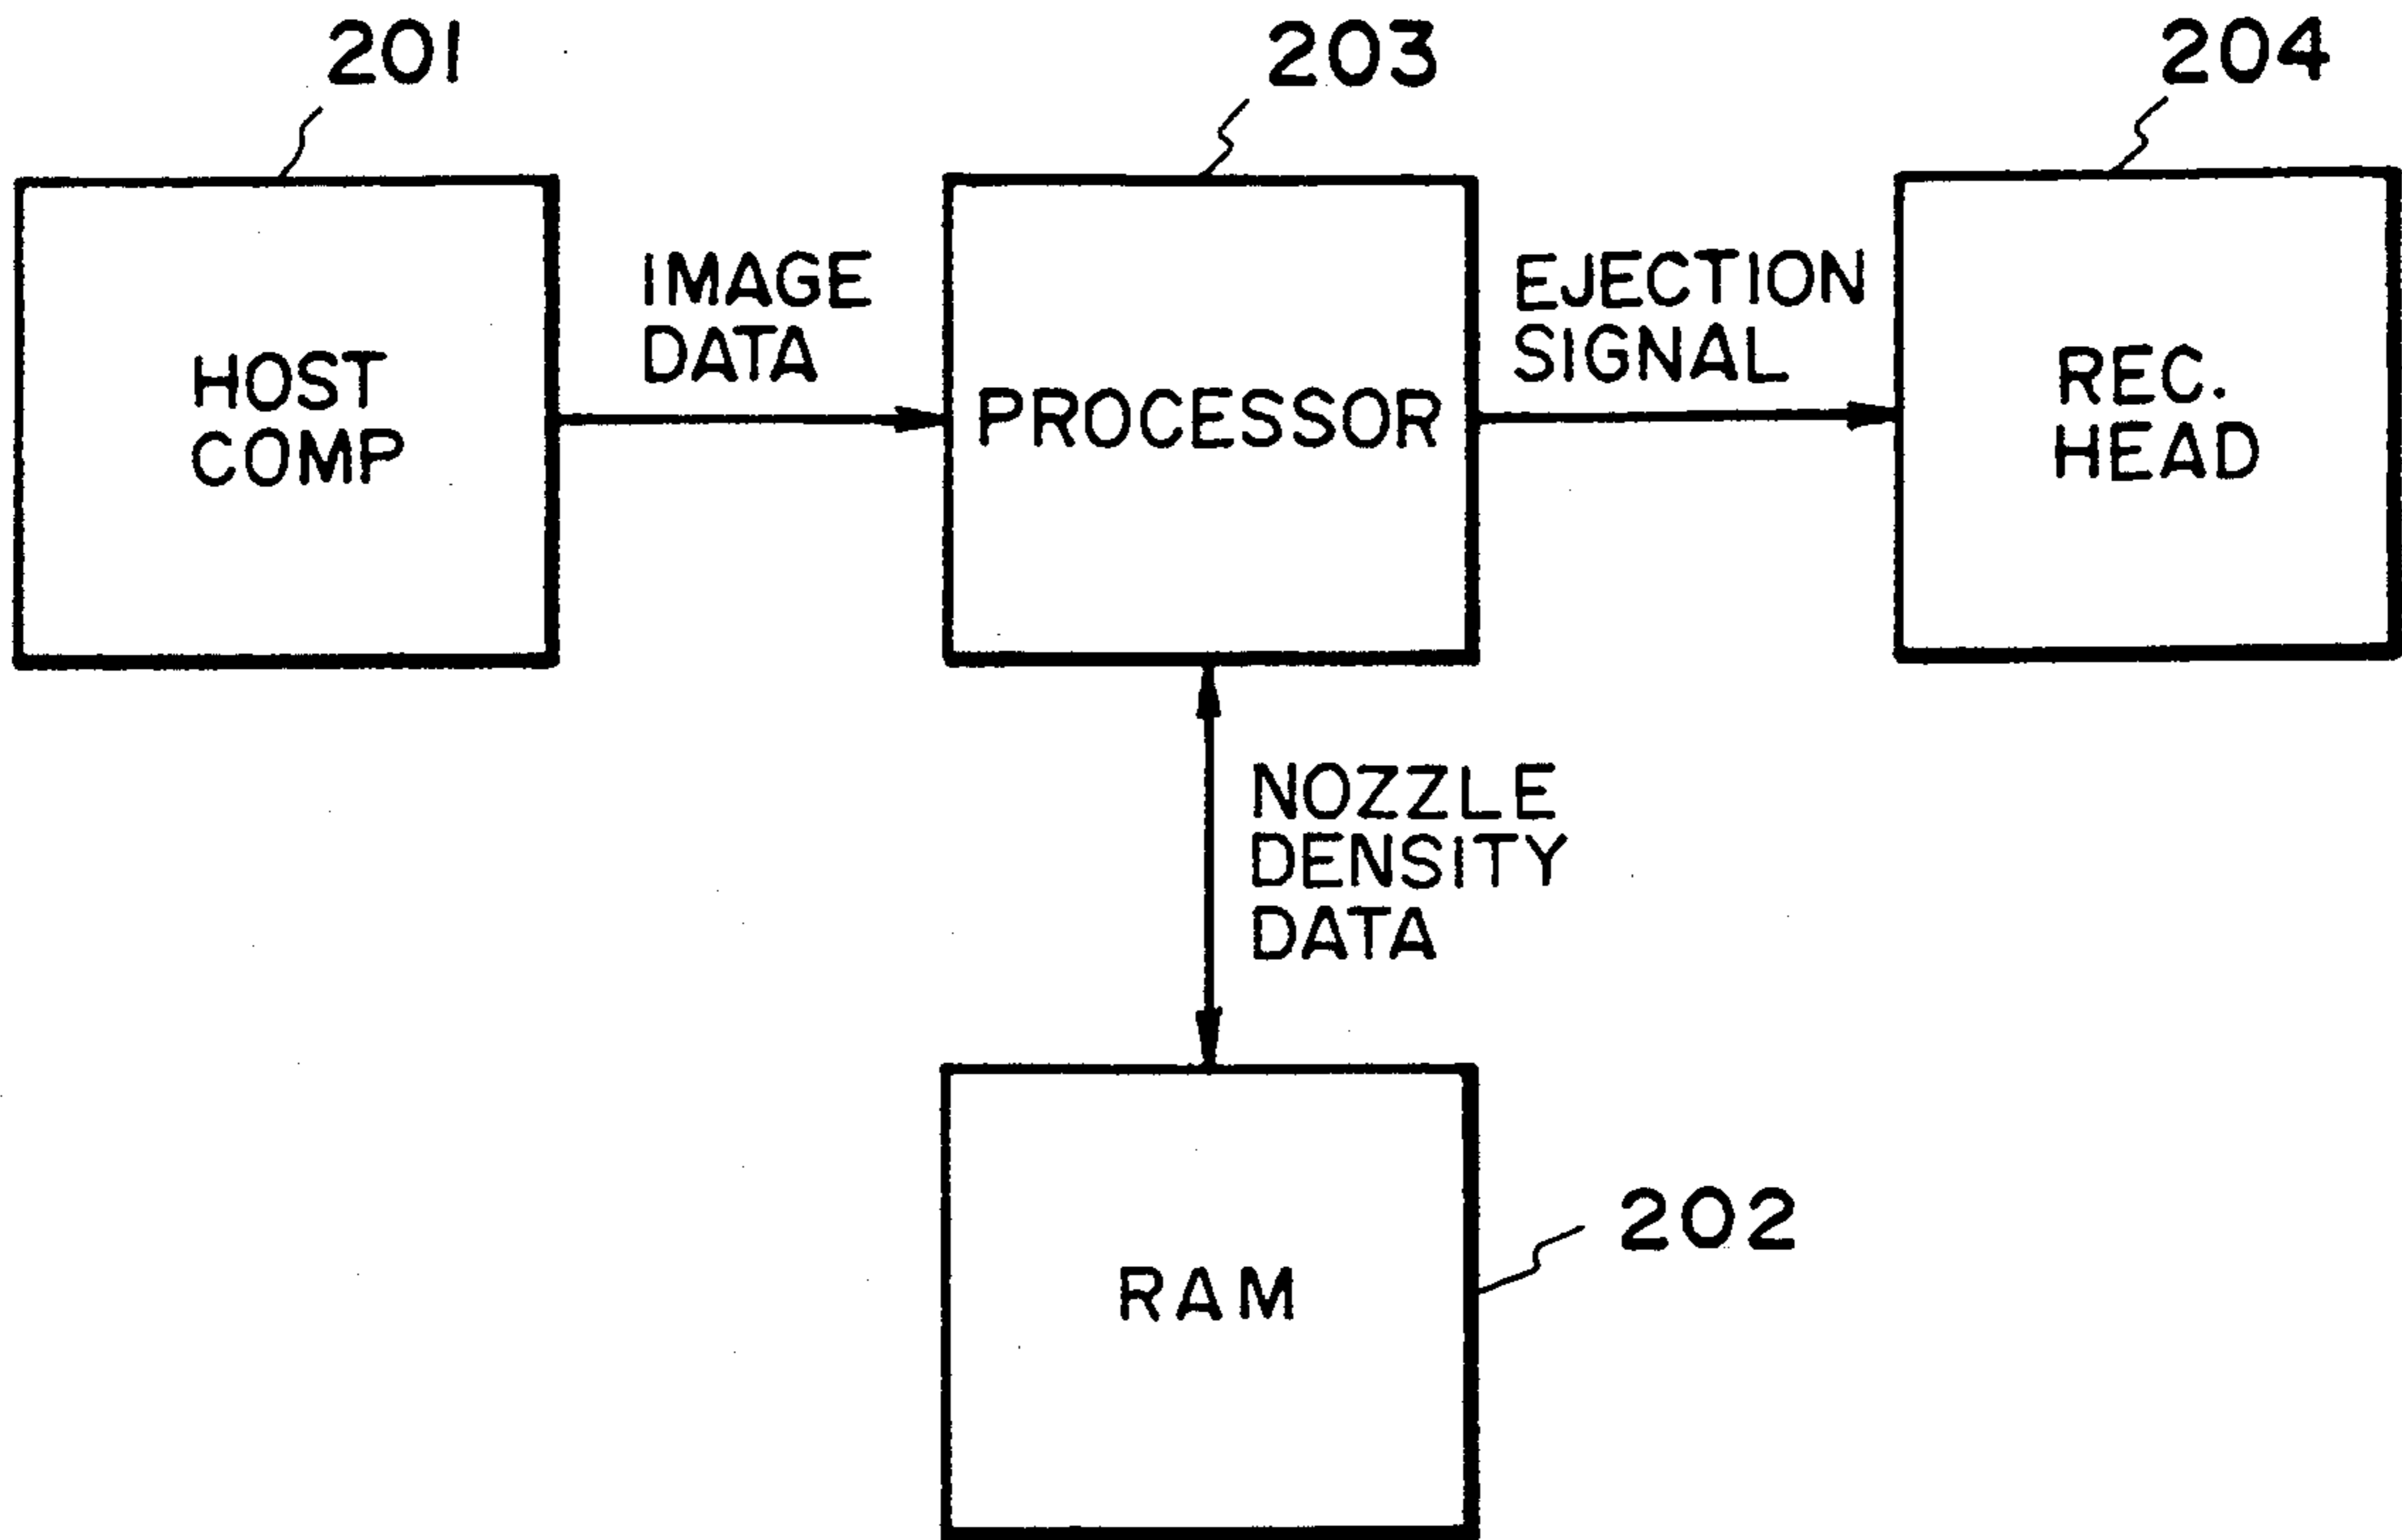 201
203
204
HOST
COMP
IMAGE
DATA
PROCESSOR
EJECTION
SIGNAL
REC.
HEAD
NOZZLE
DENSITY
DATA
RAM
202